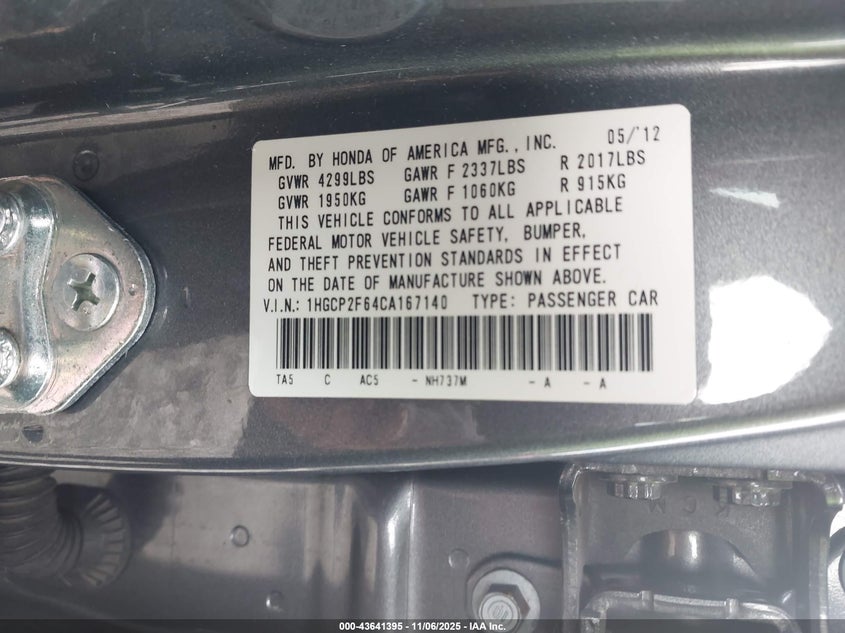 MFD. BY HONDA OF AMERICA MFG., INC. 05/'12
GVWR 4299LBS GAWR F 2337LBS R 2017LBS
GVWR 1950KG GAWR F 1060KG R 915KG
THIS VEHICLE CONFORMS TO ALL APPLICABLE
FEDERAL MOTOR VEHICLE SAFETY, BUMPER,
AND THEFT PREVENTION STANDARDS IN EFFECT
ON THE DATE OF MANUFACTURE SHOWN ABOVE.
V.I.N.: 1HGCP2F64CA167140 TYPE: PASSENGER CAR
TA5 C AC5 - NH737M - A - A
KCM
000-43641395 - 11/06/2025 - IAA Inc.